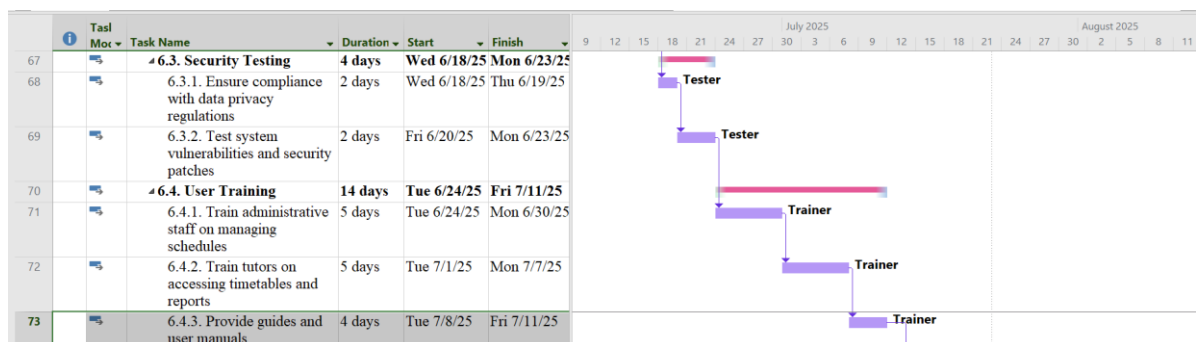 July 2025 August 2025
Task
Mode Task Name Duration Start Finish 9 12 15 18 21 24 27 30 3 6 9 12 15 18 21 24 27 30 2 5 8 11
67 6.3. Security Testing 4 days Wed 6/18/25 Mon 6/23/25
68 6.3.1. Ensure compliance 2 days Wed 6/18/25 Thu 6/19/25 Tester
with data privacy
regulations
69 6.3.2. Test system 2 days Fri 6/20/25 Mon 6/23/25 Tester
vulnerabilities and security
patches
70 6.4. User Training 14 days Tue 6/24/25 Fri 7/11/25
71 6.4.1. Train administrative 5 days Tue 6/24/25 Mon 6/30/25 Trainer
staff on managing
schedules
72 6.4.2. Train tutors on 5 days Tue 7/1/25 Mon 7/7/25 Trainer
accessing timetables and
reports
73 6.4.3. Provide guides and 4 days Tue 7/8/25 Fri 7/11/25 Trainer
user manuals